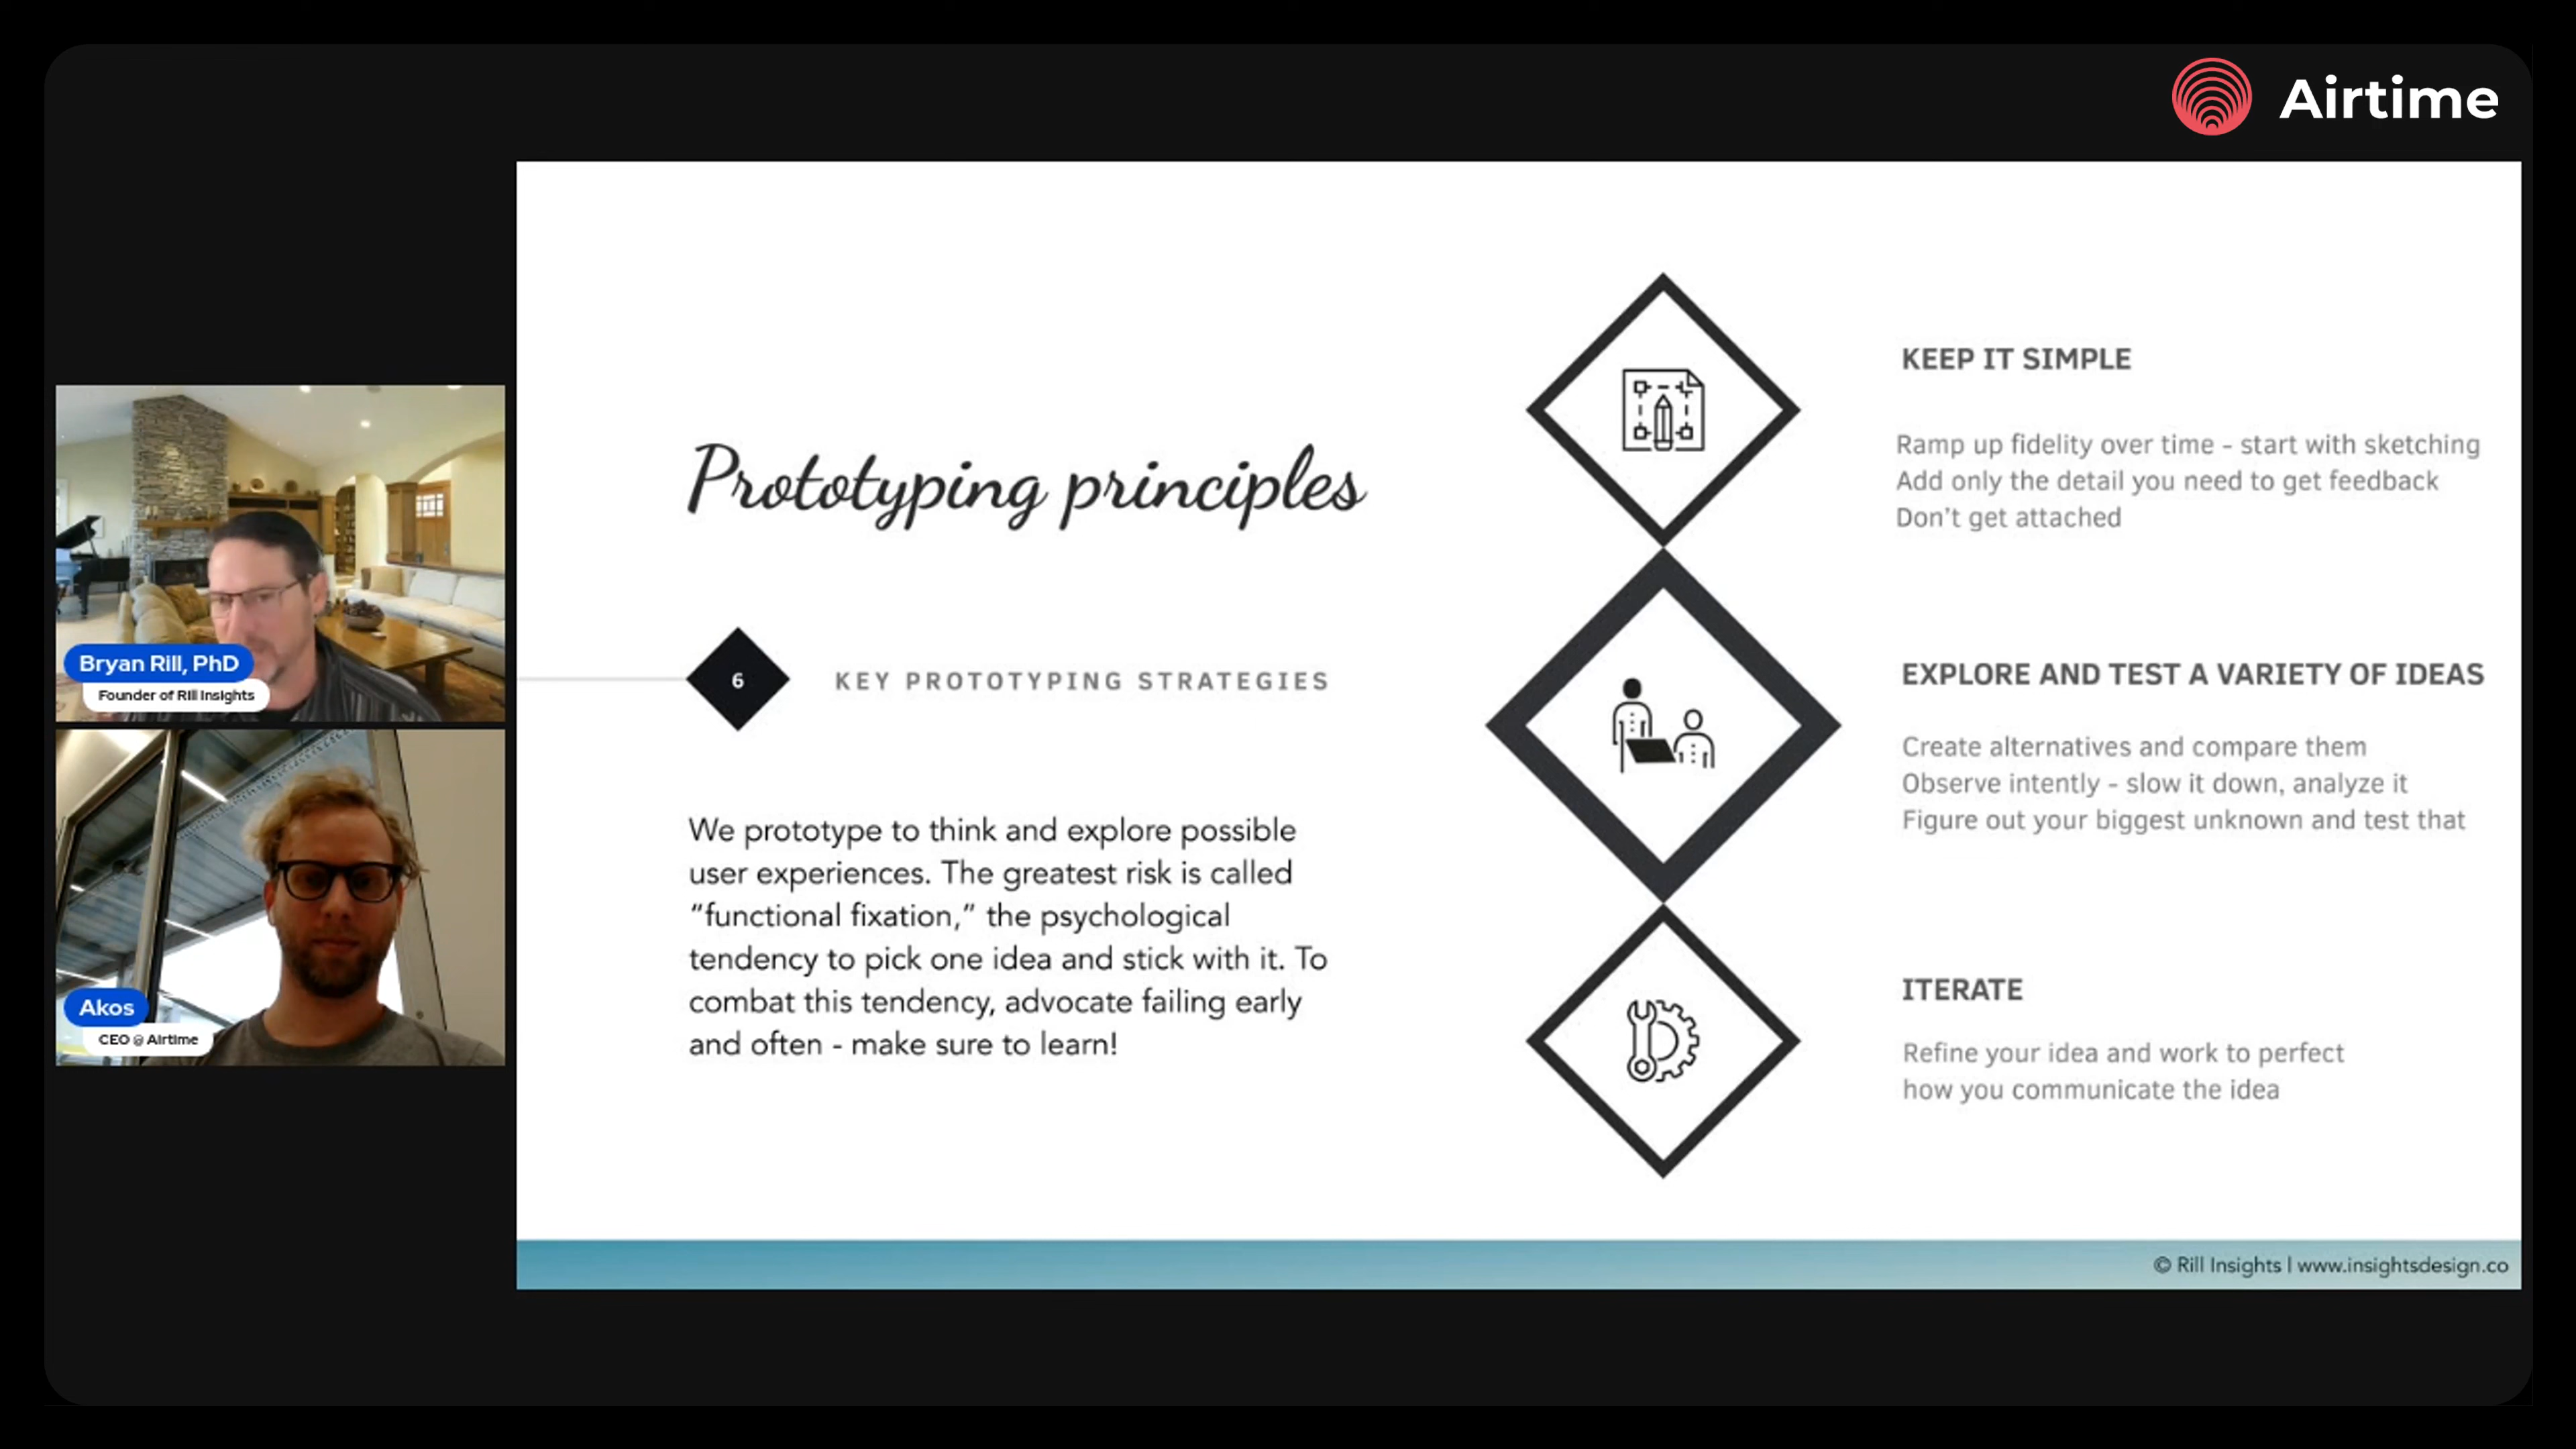 Airtime
Bryan Rill, PhD
Founder of Rill Insights
Akos
CEO @ Airtime
Prototyping principles
6
KEY PROTOTYPING STRATEGIES
We prototype to think and explore possible
user experiences. The greatest risk is called
“functional fixation,” the psychological
tendency to pick one idea and stick with it. To
combat this tendency, advocate failing early
and often - make sure to learn!
KEEP IT SIMPLE
Ramp up fidelity over time - start with sketching
Add only the detail you need to get feedback
Don’t get attached
EXPLORE AND TEST A VARIETY OF IDEAS
Create alternatives and compare them
Observe intently - slow it down, analyze it
Figure out your biggest unknown and test that
ITERATE
Refine your idea and work to perfect
how you communicate the idea
© Rill Insights | www.insightsdesign.co